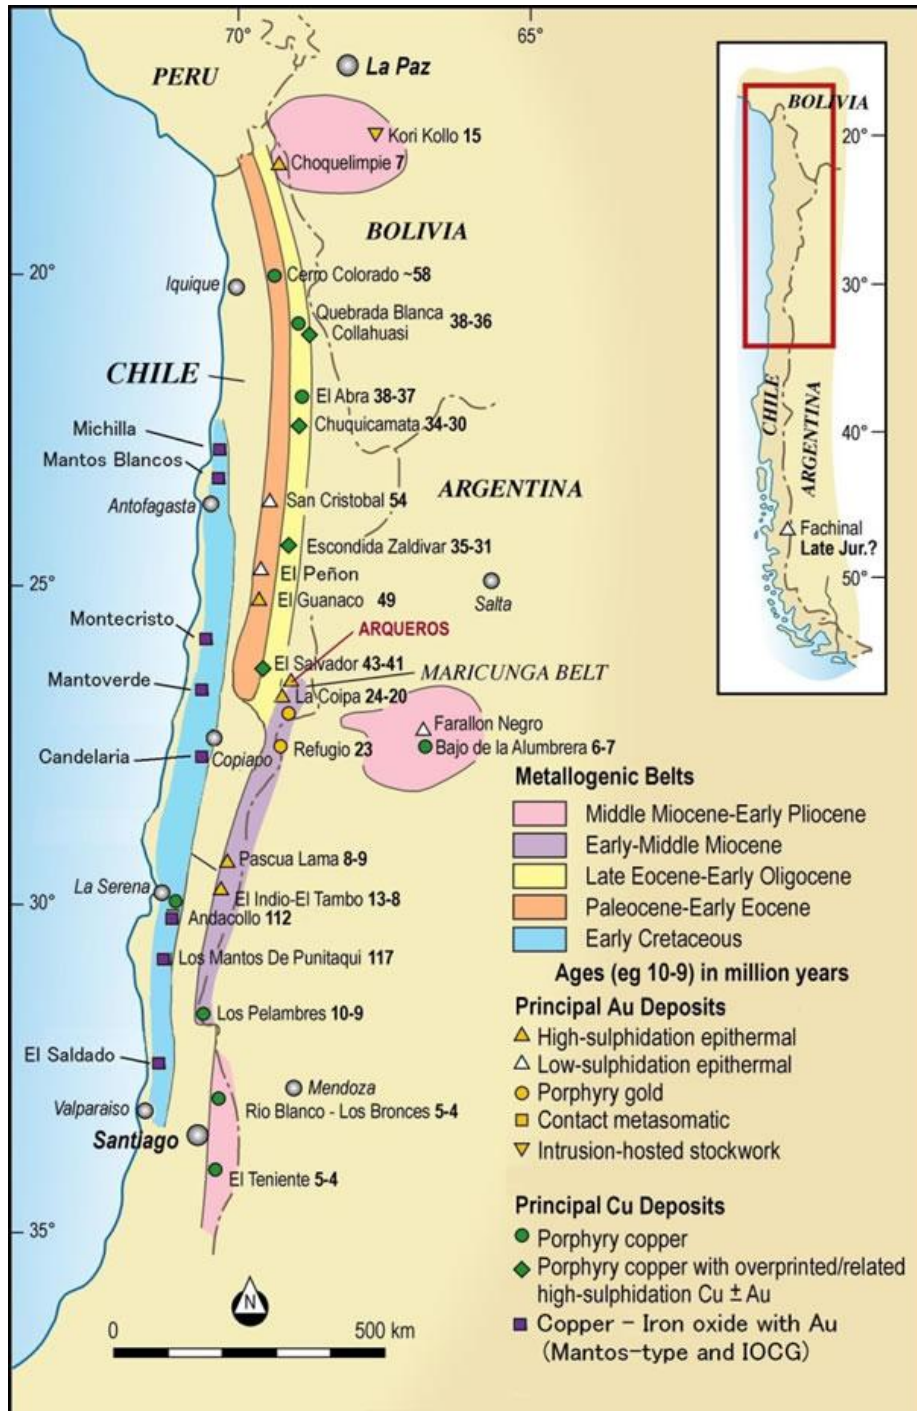 70°
65°
PERU
La Paz
Kori Kollo 15
Choquelimpie 7
BOLIVIA
20°
Iquique
Cerro Colorado ~58
Quebrada Blanca
38-36
Collahuasi
CHILE
El Abra 38-37
Chuquicamata 34-30
Michilla
Mantos Blancos
Antofagasta
San Cristobal 54
ARGENTINA
Escondida Zaldivar 35-31
El Peñon
25°
El Guanaco 49
Salta
Montecristo
ARQUEROS
El Salvador 43-41
MARICUNGA BELT
Mantoverde
La Coipa 24-20
Farallon Negro
Candelaria
Copiapo
Refugio 23
Bajo de la Alumbrera 6-7
Pascua Lama 8-9
La Serena
El Indio-El Tambo 13-8
30°
Andacollo 112
Los Mantos De Punitaqui 117
Los Pelambres 10-9
El Saldado
Mendoza
Valparaiso
Rio Blanco - Los Bronces 5-4
Santiago
El Teniente 5-4
35°
N
0
500 km
BOLIVIA
20°
30°
CHILE
ARGENTINA
40°
Fachinal
Late Jur.?
50°
Metallogenic Belts
Middle Miocene-Early Pliocene
Early-Middle Miocene
Late Eocene-Early Oligocene
Paleocene-Early Eocene
Early Cretaceous
Ages (eg 10-9) in million years
Principal Au Deposits
High-sulphidation epithermal
Low-sulphidation epithermal
Porphyry gold
Contact metasomatic
Intrusion-hosted stockwork
Principal Cu Deposits
Porphyry copper
Porphyry copper with overprinted/related
high-sulphidation Cu ± Au
Copper - Iron oxide with Au
(Mantos-type and IOCG)